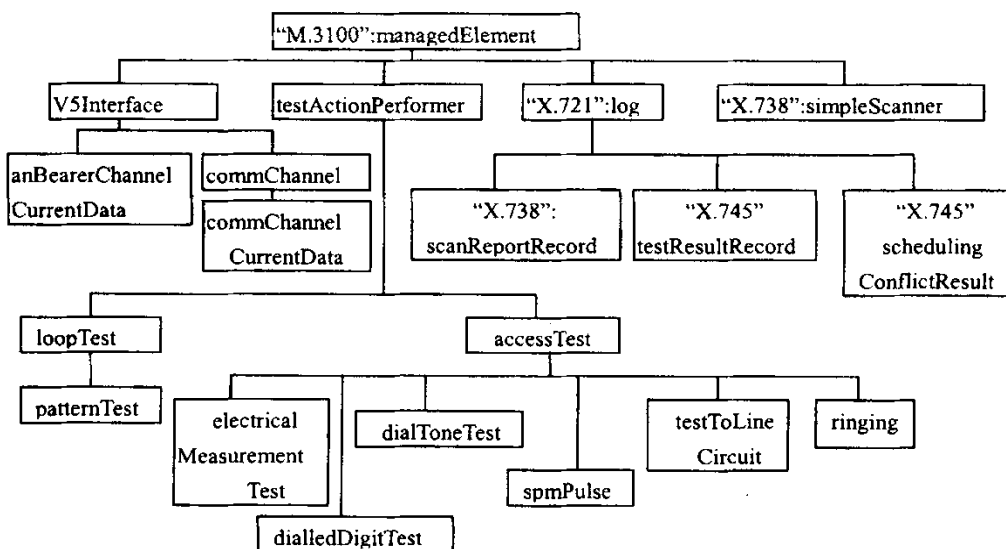 “M.3100”:managedElement
V5Interface
testActionPerformer
“X.721”:log
“X.738”:simpleScanner
anBearerChannel
CurrentData
commChannel
commChannel
CurrentData
“X.738”:
scanReportRecord
“X.745”
testResultRecord
“X.745”
scheduling
ConflictResult
loopTest
accessTest
patternTest
electrical
Measurement
Test
dialToneTest
testToLine
Circuit
ringing
spmPulse
dialledDigitTest